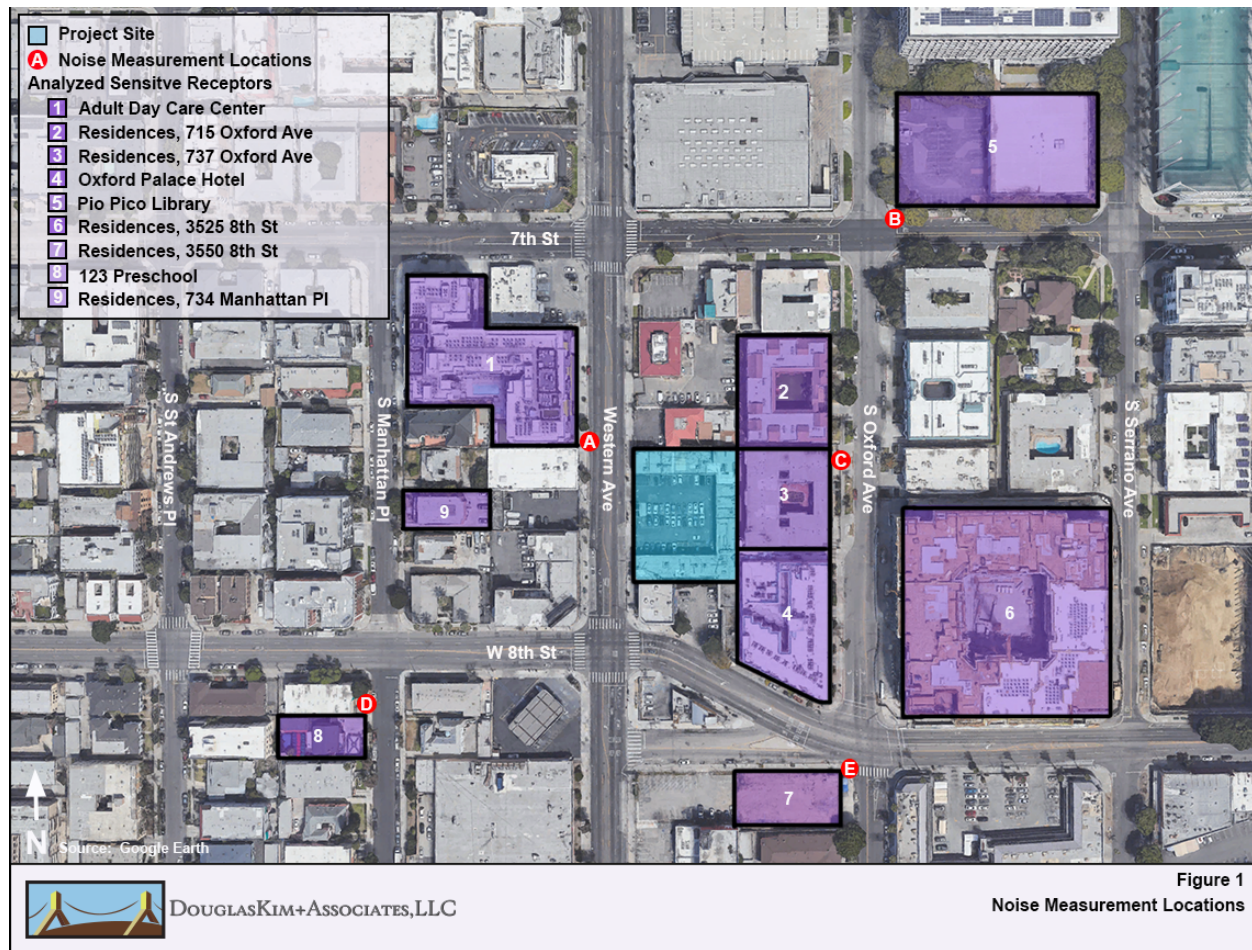 Project Site
A Noise Measurement Locations
Analyzed Sensitve Receptors
1 Adult Day Care Center
2 Residences, 715 Oxford Ave
3 Residences, 737 Oxford Ave
4 Oxford Palace Hotel
5 Pio Pico Library
6 Residences, 3525 8th St
7 Residences, 3550 8th St
8 123 Preschool
9 Residences, 734 Manhattan Pl
5
B
7th St
1
2
A
C
S St Andrews Pl
S Manhattan Pl
Western Ave
S Oxford Ave
S Serrano Ave
3
9
4
6
W 8th St
D
8
E
7
N
Source: Google Earth
DOUGLASKIM+ASSOCIATES,LLC
Figure 1
Noise Measurement Locations